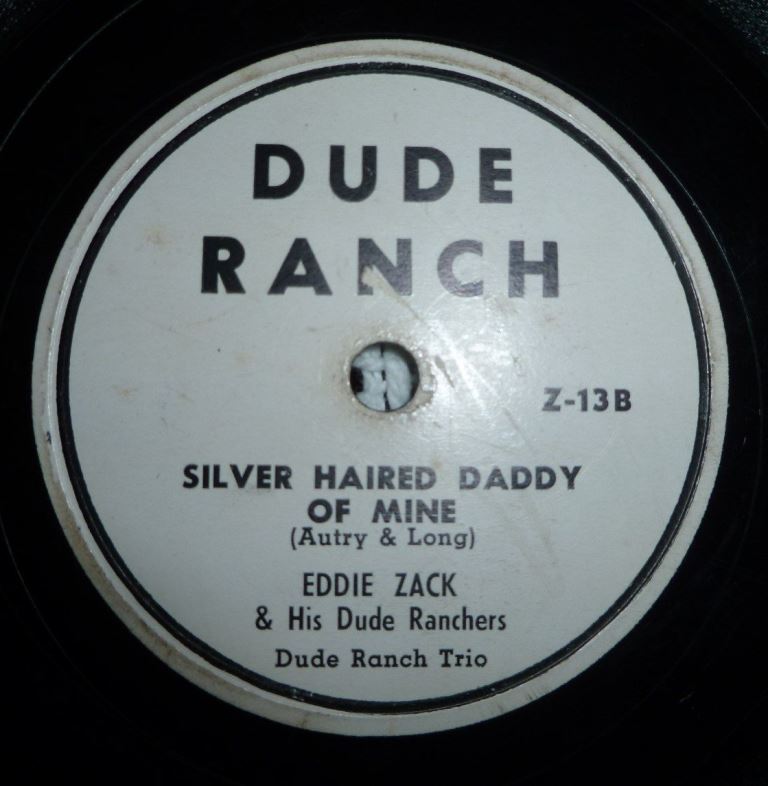 DUDE
RANCH
Z-13B
SILVER HAIRED DADDY
OF MINE
(Autry & Long)
EDDIE ZACK
& His Dude Ranchers
Dude Ranch Trio